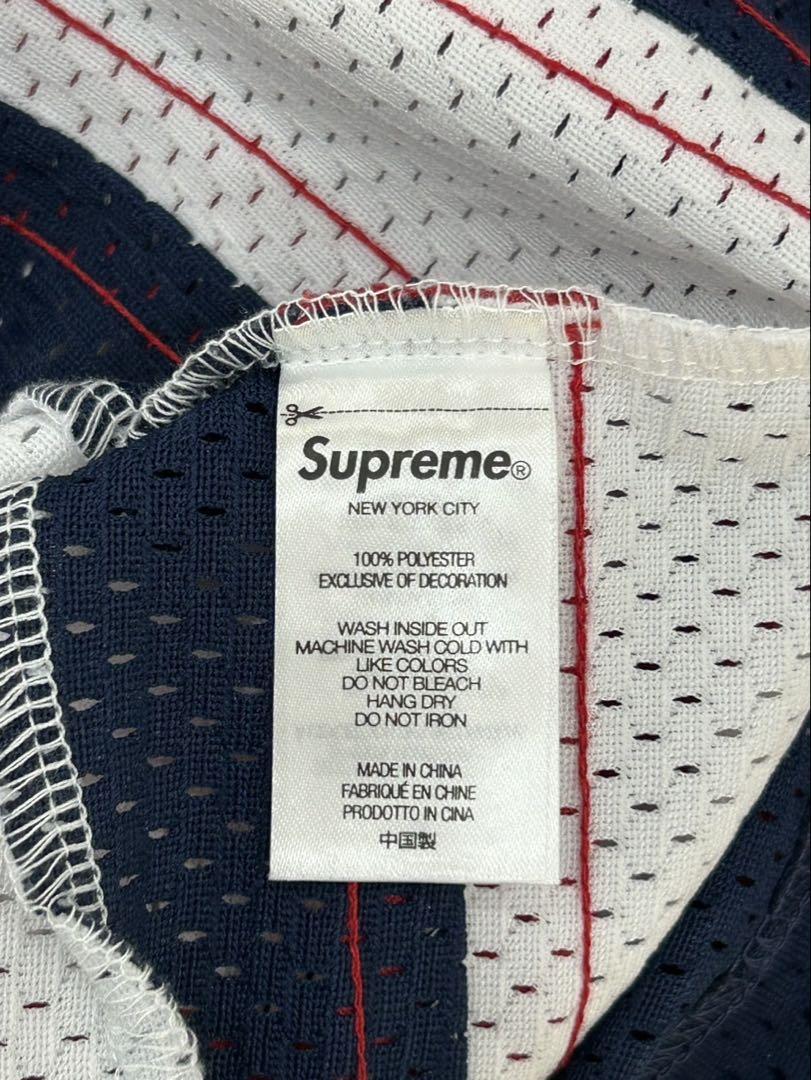 Supreme®
NEW YORK CITY
100% POLYESTER
EXCLUSIVE OF DECORATION
WASH INSIDE OUT
MACHINE WASH COLD WITH
LIKE COLORS
DO NOT BLEACH
HANG DRY
DO NOT IRON
MADE IN CHINA
FABRIQUÉ EN CHINE
PRODOTTO IN CINA
中国製